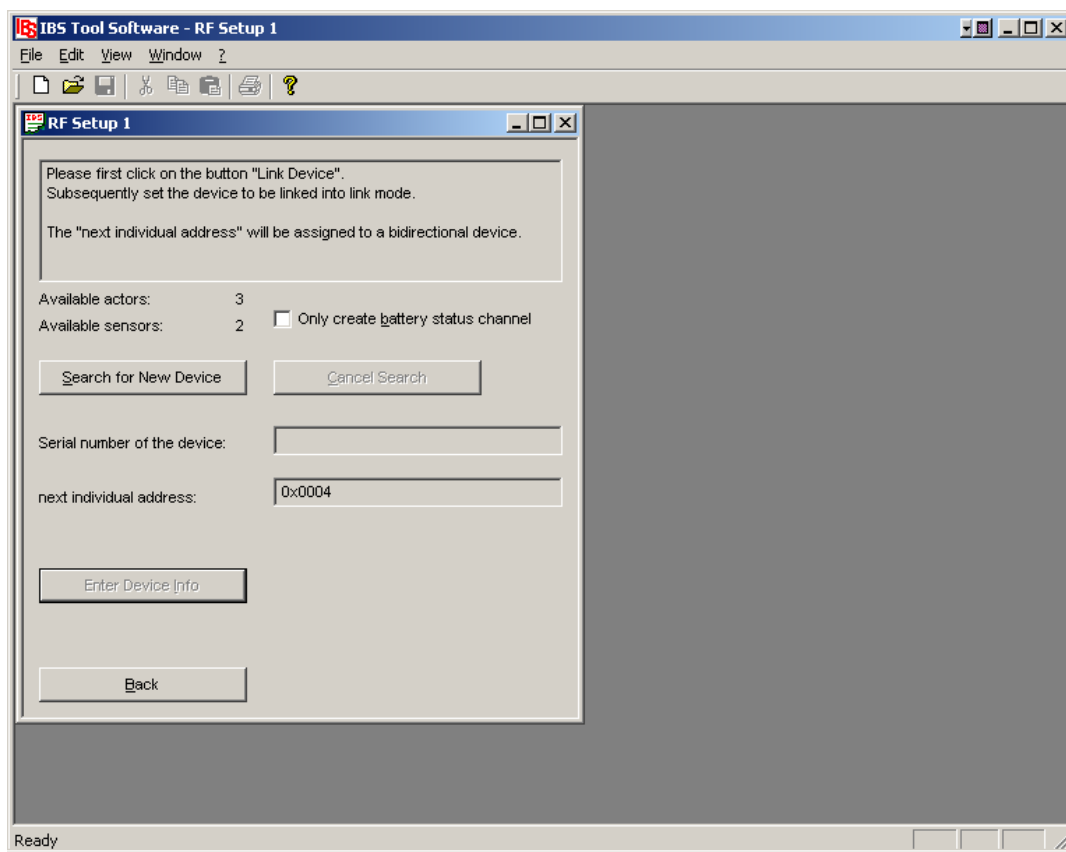 IBS IBS Tool Software - RF Setup 1
File Edit View Window ?
IBS RF Setup 1
Please first click on the button "Link Device".
Subsequently set the device to be linked into link mode.
The "next individual address" will be assigned to a bidirectional device.
Available actors: 3
Available sensors: 2
Only create battery status channel
Search for New Device Cancel Search
Serial number of the device:
next individual address: 0x0004
Enter Device Info
Back
Ready